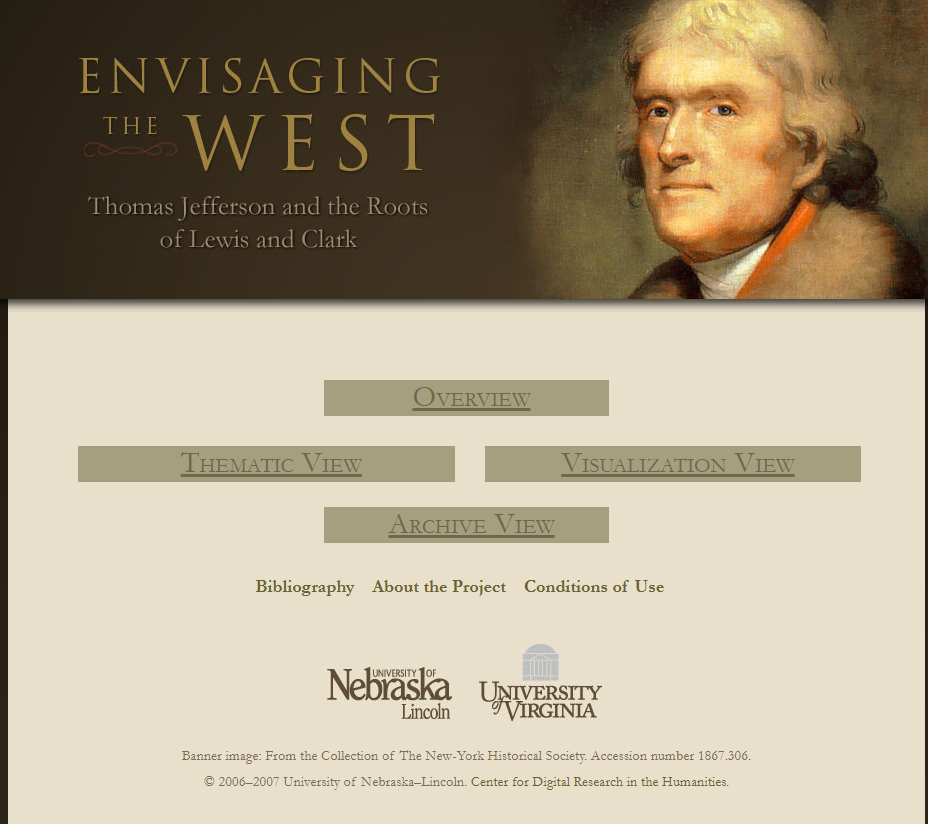 ENVISAGING
THE WEST
Thomas Jefferson and the Roots
of Lewis and Clark
Overview
Thematic View
Visualization View
Archive View
Bibliography About the Project Conditions of Use
UNIVERSITY OF
Nebraska
Lincoln
UNIVERSITY
of VIRGINIA
Banner image: From the Collection of The New-York Historical Society. Accession number 1867.306.
© 2006–2007 University of Nebraska–Lincoln. Center for Digital Research in the Humanities.